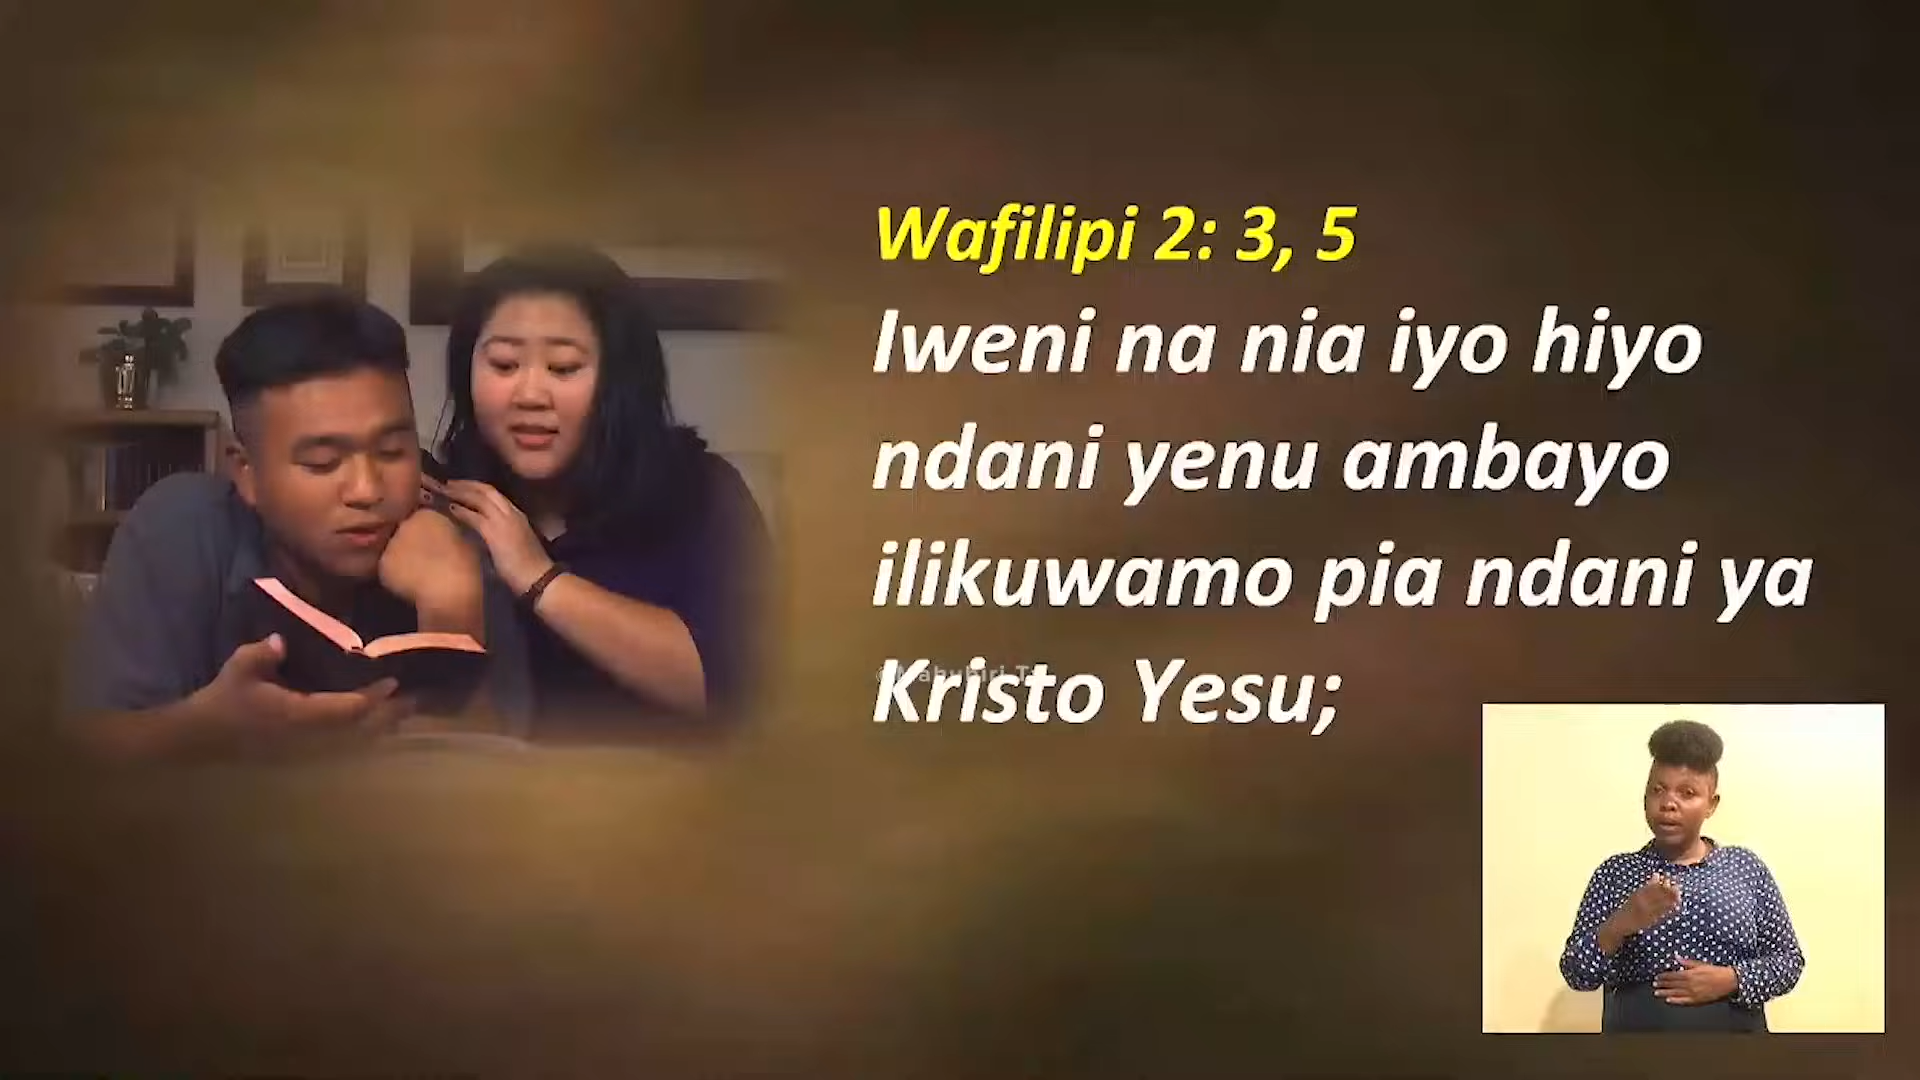 Wafilipi 2: 3, 5
Iweni na nia iyo hiyo
ndani yenu ambayo
ilikuwamo pia ndani ya
Kristo Yesu;